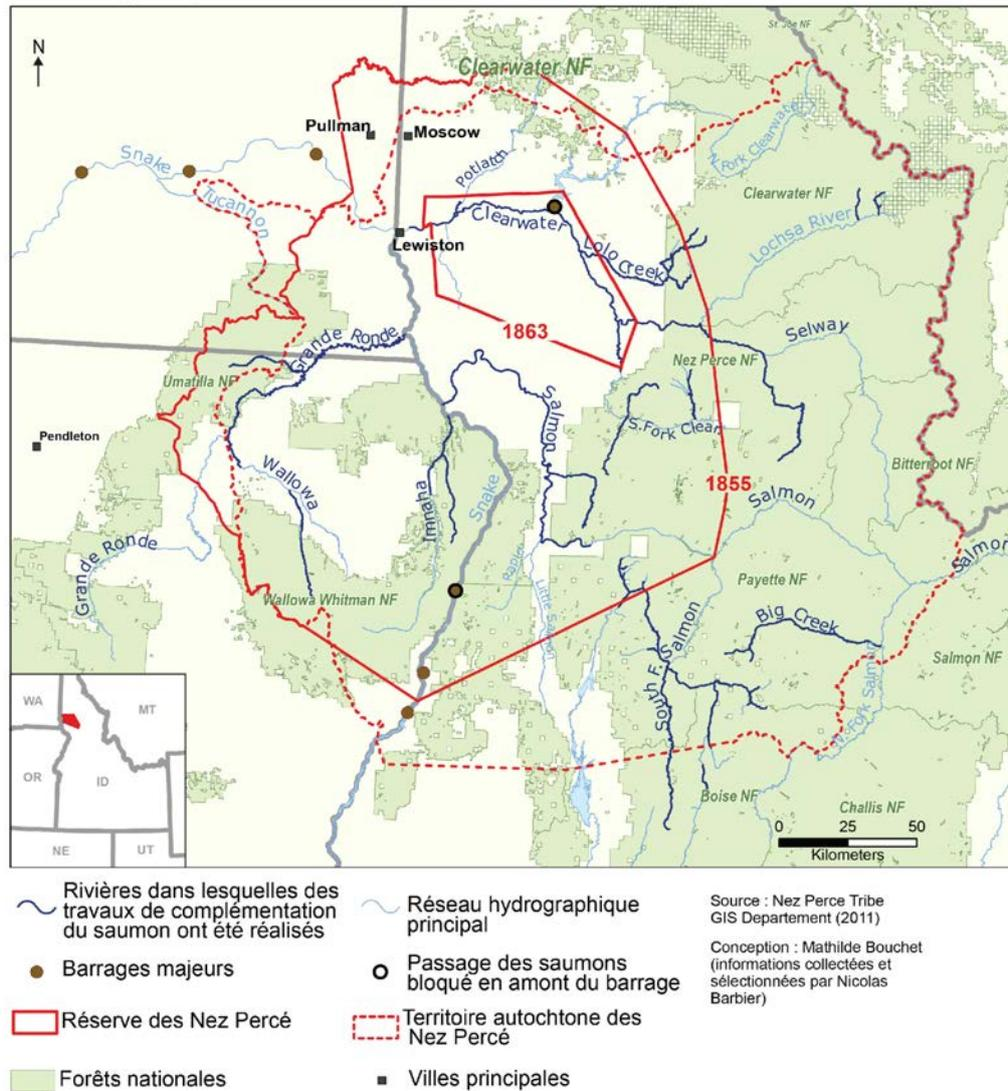 N
St. Joe NF
Clearwater NF
Pullman
Moscow
N. Fork Clearwater
Snake
Potlatch
Tucannon
Clearwater NF
Clearwater
Lochsa River
Lewiston
Lolo Creek
1863
Selway
Grande Ronde
Nez Perce NF
Umatilla NF
Salmon
S. Fork Clear.
Pendleton
Bitterroot NF
Wallowa
1855
Imnaha
Snake
Salmon
Grande Ronde
Rapid
Salmon
Little Salmon
Payette NF
Wallowa Whitman NF
Big Creek
South F. Salmon
Salmon NF
WA
MT
OR
ID
Boise NF
Challis NF
0 25 50
Kilometers
NE
UT
Rivières dans lesquelles des
travaux de complémentation
du saumon ont été réalisés
Réseau hydrographique
principal
Barrages majeurs
Passage des saumons
bloqué en amont du barrage
Réserve des Nez Percé
Territoire autochtone des
Nez Percé
Forêts nationales
Villes principales
Source : Nez Perce Tribe
GIS Departement (2011)
Conception : Mathilde Bouchet
(informations collectées et
sélectionnées par Nicolas
Barbier)